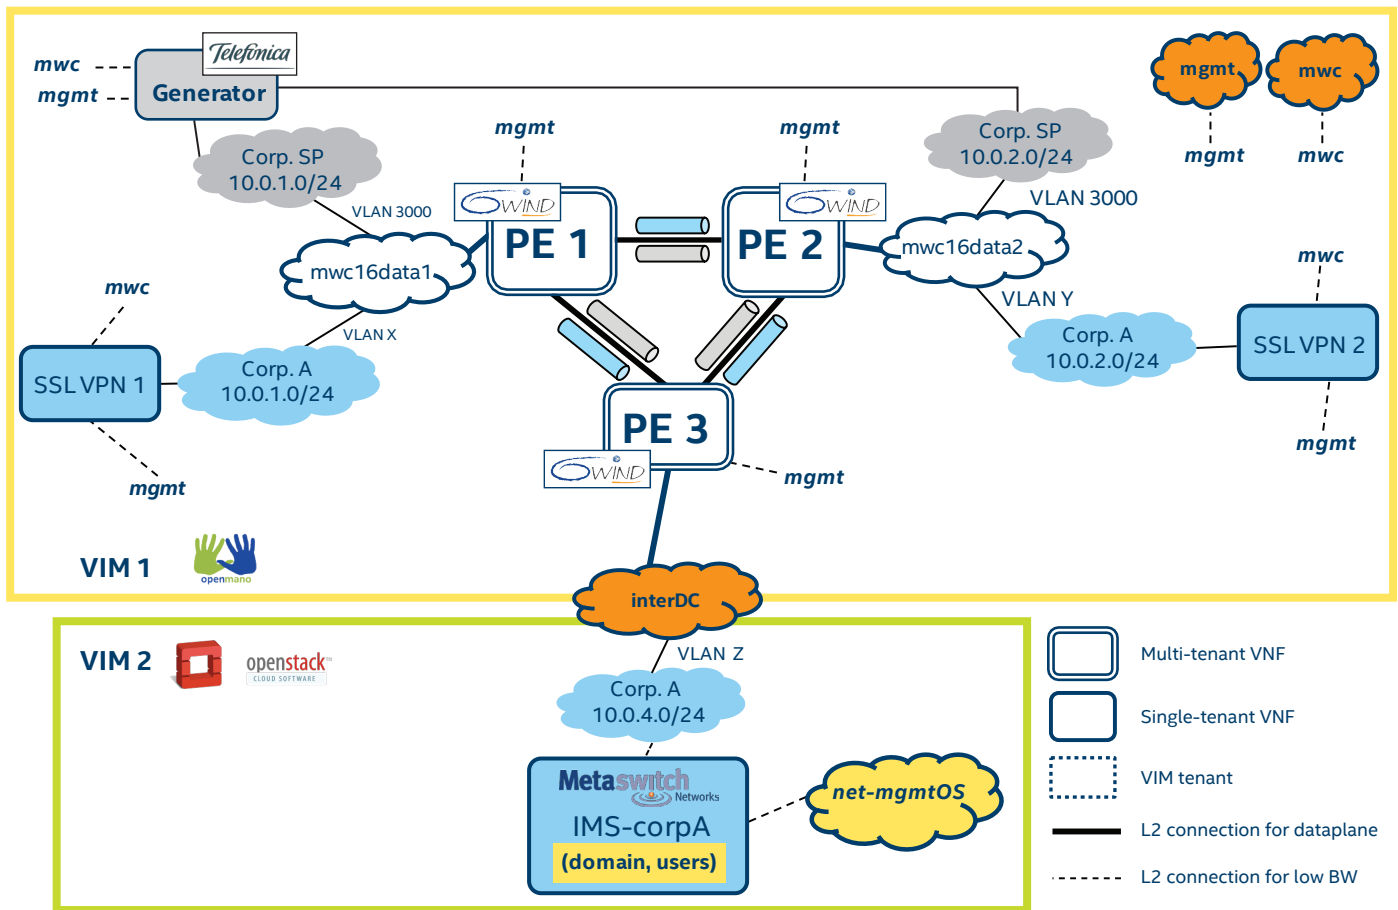 Telefónica
mwc
mgmt
Generator
mgmt
mwc
mgmt
mwc
Corp. SP
10.0.1.0/24
VLAN 3000
mgmt
6WIND
PE 1
mgmt
6WIND
PE 2
Corp. SP
10.0.2.0/24
VLAN 3000
mwc16data1
mwc16data2
mwc
VLAN X
VLAN Y
mwc
SSL VPN 1
Corp. A
10.0.1.0/24
Corp. A
10.0.2.0/24
SSL VPN 2
mgmt
mgmt
PE 3
6WIND
mgmt
VIM 1
openmano
interDC
VIM 2
openstack™
CLOUD SOFTWARE
VLAN Z
Corp. A
10.0.4.0/24
Metaswitch
Networks
IMS-corpA
(domain, users)
net-mgmtOS
Multi-tenant VNF
Single-tenant VNF
VIM tenant
L2 connection for dataplane
L2 connection for low BW